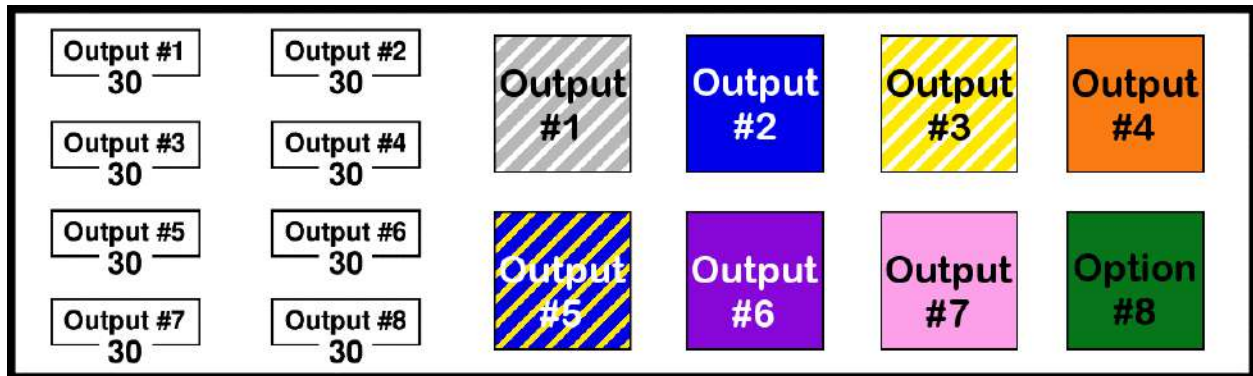 Output #1
30
Output #2
30
Output #3
30
Output #4
30
Output #5
30
Output #6
30
Output #7
30
Output #8
30
Output
#1
Output
#2
Output
#3
Output
#4
Output
#5
Output
#6
Output
#7
Option
#8